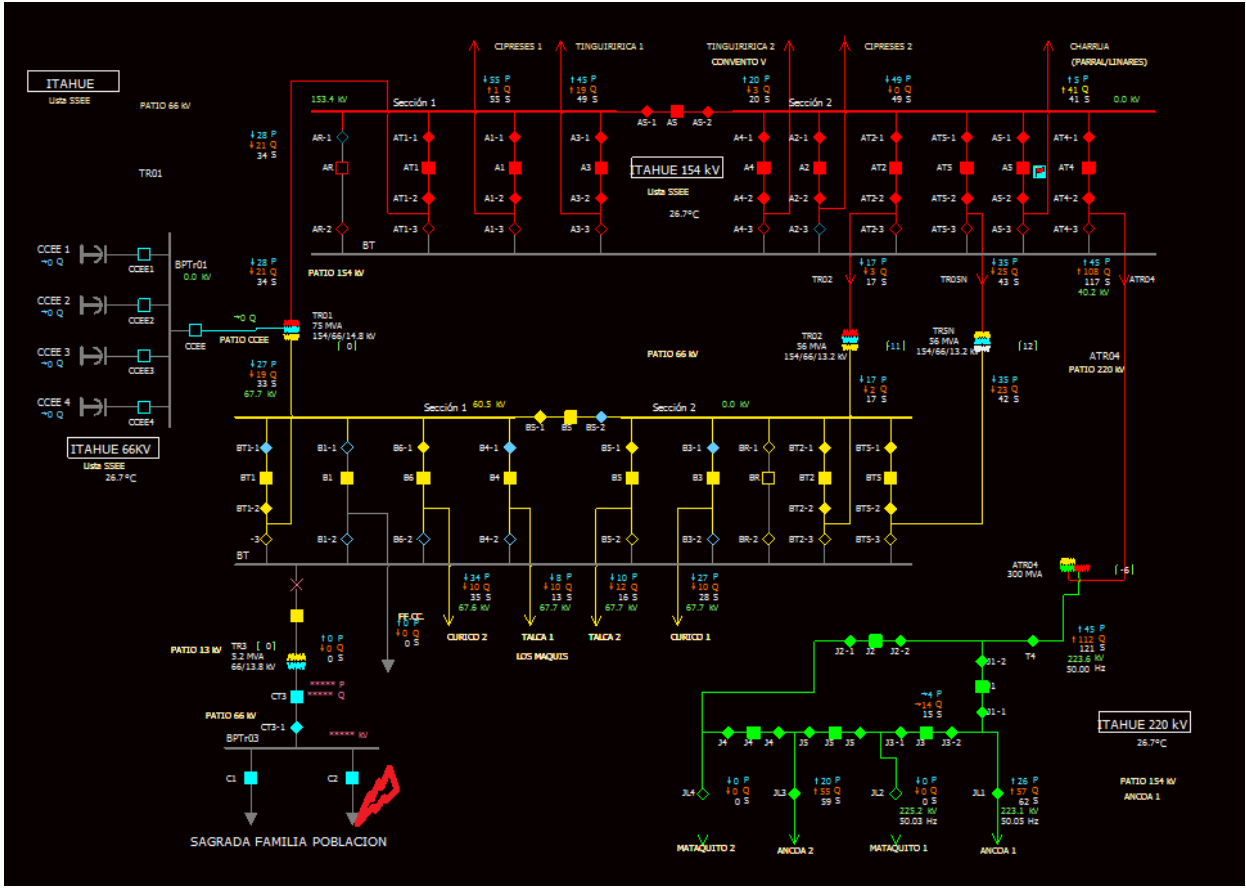 CIPRESES 1
TINGUIRIRICA 1
TINGUIRIRICA 2
CONVENTO V
CIPRESES 2
CHARRUA
(PARRAL/LINARES)
ITAHUE
Lista SSEE
PATIO 66 kV
↓55 P
↑1 Q
55 S
↑45 P
↑19 Q
49 S
↑20 P
↓3 Q
20 S
↓49 P
↓0 Q
49 S
↑5 P
↑41 Q
41 S
153.4 kV
Sección 1
Sección 2
0.0 kV
A5-1 A5 A5-2
↓28 P
↓21 Q
34 S
TR01
AR-1 AT1-1 A1-1 A3-1 A4-1 A2-1 AT2-1 AT5-1 A5-1 AT4-1
AR AT1 A1 A3 A4 A2 AT2 AT5 A5 AT4
ITAHUE 154 kV
Lista SSEE
26.7°C
AT1-2 A1-2 A3-2 A4-2 A2-2 AT2-2 AT5-2 A5-2 AT4-2
AR-2 AT1-3 A1-3 A3-3 A4-3 A2-3 AT2-3 AT5-3 A5-3 AT4-3
BT
PATIO 154 kV
CCEE 1
→0 Q
CCEE1
CCEE 2
→0 Q
CCEE2
CCEE 3
→0 Q
CCEE3
CCEE 4
→0 Q
CCEE4
BPTr01
0.0 kV
CCEE
→0 Q
PATIO CCEE
↓28 P
↓21 Q
34 S
TR01
75 MVA
154/66/14.8 kV
[ 0]
↓27 P
↓19 Q
33 S
67.7 kV
TR02
↓17 P
↓3 Q
17 S
TR05N
↓35 P
↓25 Q
43 S
↑45 P
↑108 Q
117 S
40.2 kV
ATR04
PATIO 66 kV
TR02
56 MVA
154/66/13.2 kV
[-11]
TR5N
56 MVA
154/66/13.2 kV
[12]
ATR04
PATIO 220 kV
↓17 P
↓2 Q
17 S
↓35 P
↓23 Q
42 S
ITAHUE 66KV
Lista SSEE
26.7°C
Sección 1 60.5 kV
Sección 2 0.0 kV
BS-1 BS BS-2
BT1-1 B1-1 B6-1 B4-1 B5-1 B3-1 BR-1 BT2-1 BT5-1
BT1 B1 B6 B4 B5 B3 BR BT2 BT5
BT1-2 BT2-2 BT5-2
-3 B1-2 B6-2 B4-2 B5-2 B3-2 BR-2 BT2-3 BT5-3
BT
↓34 P
↓10 Q
35 S
67.6 kV
↓8 P
↓10 Q
13 S
67.7 kV
↓10 P
↓12 Q
16 S
67.7 kV
↓27 P
↓10 Q
28 S
67.7 kV
FF.CC.
↑0 P
↓0 Q
0 S
CURICO 2
TALCA 1
TALCA 2
CURICO 1
LOS MAQUIS
PATIO 13 kV
TR3 [ 0]
5.2 MVA
66/13.8 kV
↑0 P
↓0 Q
0 S
CT3
***** P
***** Q
PATIO 66 kV
CT3-1
BPTr03
***** kV
C1
C2
SAGRADA FAMILIA POBLACION
ATR04
300 MVA
[-6]
↑45 P
↑112 Q
121 S
223.6 kV
50.00 Hz
J2-1 J2 J2-2
T4
J1-2
J1
J1-1
→4 P
→14 Q
15 S
J4 J4 J4 J5 J5 J5 J3-1 J3 J3-2
ITAHUE 220 kV
26.7°C
PATIO 154 kV
ANCOA 1
JL4
↓0 P
↓0 Q
0 S
JL3
↑20 P
↑55 Q
59 S
JL2
↓0 P
↓0 Q
0 S
225.2 kV
50.03 Hz
JL1
↑26 P
↑57 Q
62 S
223.1 kV
50.05 Hz
MATAQUITO 2
ANCOA 2
MATAQUITO 1
ANCOA 1